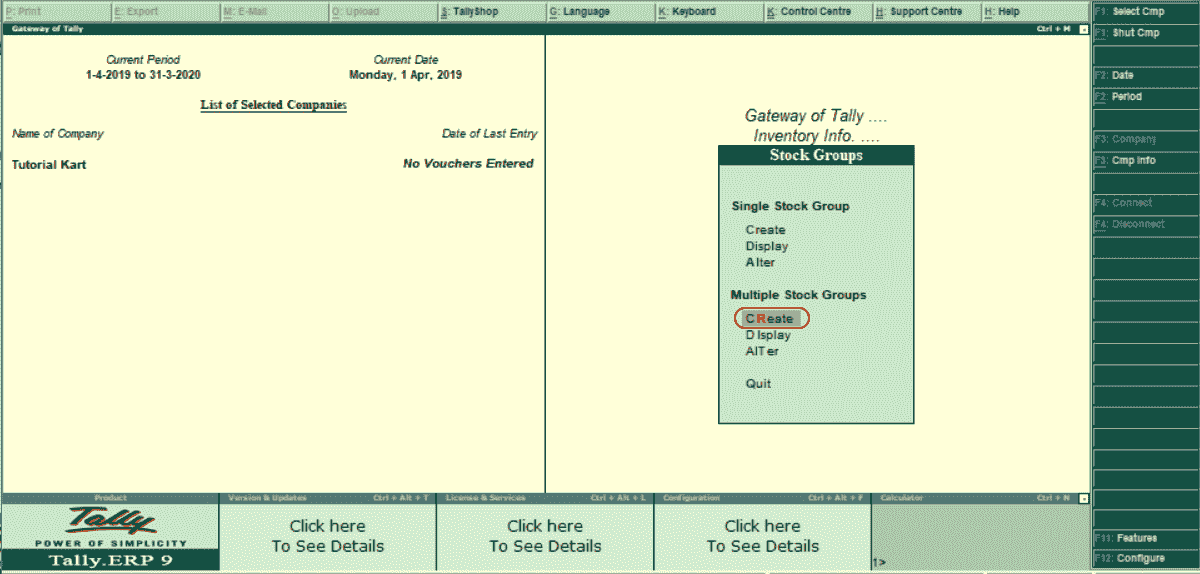 P: Print E: Export M: E-Mail O: Upload S: TallyShop G: Language K: Keyboard K: Control Centre H: Support Centre H: Help
Gateway of Tally Ctrl + M
Current Period Current Date
1-4-2019 to 31-3-2020 Monday, 1 Apr, 2019
List of Selected Companies
Name of Company Date of Last Entry
Tutorial Kart No Vouchers Entered
Gateway of Tally ....
Inventory Info. ....
Stock Groups
Single Stock Group
Create
Display
Alter
Multiple Stock Groups
CReate
DIsplay
AlTer
Quit
F1: Select Cmp
F1: Shut Cmp
F2: Date
F2: Period
F3: Company
F3: Cmp Info
F4: Connect
F4: Disconnect
F11: Features
F12: Configure
Product Version & Updates Ctrl + Alt + T License & Services Ctrl + Alt + L Configuration Ctrl + Alt + F Calculator Ctrl + N
Tally
POWER OF SIMPLICITY
Tally.ERP 9
Click here
To See Details
Click here
To See Details
Click here
To See Details
1>